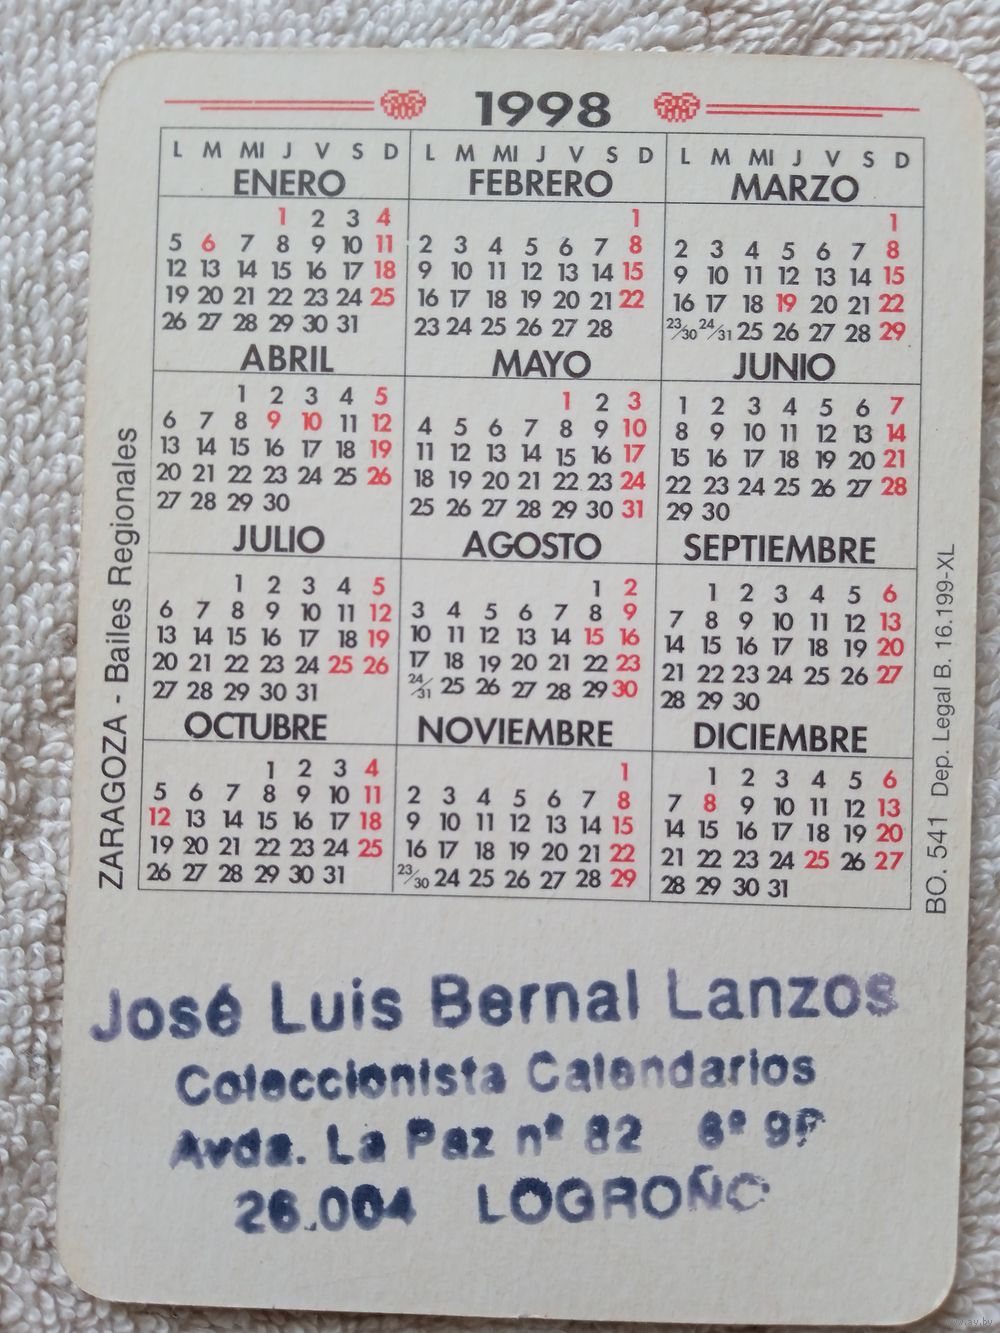 1998
L M MI J V S D L M MI J V S D L M MI J V S D
ENERO
1 2 3 4
5 6 7 8 9 10 11
12 13 14 15 16 17 18
19 20 21 22 23 24 25
26 27 28 29 30 31
FEBRERO
1
2 3 4 5 6 7 8
9 10 11 12 13 14 15
16 17 18 19 20 21 22
23 24 25 26 27 28
MARZO
1
2 3 4 5 6 7 8
9 10 11 12 13 14 15
16 17 18 19 20 21 22
23/30 24/31 25 26 27 28 29
ABRIL
1 2 3 4 5
6 7 8 9 10 11 12
13 14 15 16 17 18 19
20 21 22 23 24 25 26
27 28 29 30
MAYO
1 2 3
4 5 6 7 8 9 10
11 12 13 14 15 16 17
18 19 20 21 22 23 24
25 26 27 28 29 30 31
JUNIO
1 2 3 4 5 6 7
8 9 10 11 12 13 14
15 16 17 18 19 20 21
22 23 24 25 26 27 28
29 30
JULIO
1 2 3 4 5
6 7 8 9 10 11 12
13 14 15 16 17 18 19
20 21 22 23 24 25 26
27 28 29 30 31
AGOSTO
1 2
3 4 5 6 7 8 9
10 11 12 13 14 15 16
17 18 19 20 21 22 23
24/31 25 26 27 28 29 30
SEPTIEMBRE
1 2 3 4 5 6
7 8 9 10 11 12 13
14 15 16 17 18 19 20
21 22 23 24 25 26 27
28 29 30
OCTUBRE
1 2 3 4
5 6 7 8 9 10 11
12 13 14 15 16 17 18
19 20 21 22 23 24 25
26 27 28 29 30 31
NOVIEMBRE
1
2 3 4 5 6 7 8
9 10 11 12 13 14 15
16 17 18 19 20 21 22
23/30 24 25 26 27 28 29
DICIEMBRE
1 2 3 4 5 6
7 8 9 10 11 12 13
14 15 16 17 18 19 20
21 22 23 24 25 26 27
28 29 30 31
ZARAGOZA - Bailes Regionales
BO. 541 Dep. Legal B. 16.199-XL
José Luis Bernal Lanzos
Coleccionista Calendarios
Avda. La Paz nº 82
26.004 LOGROÑO